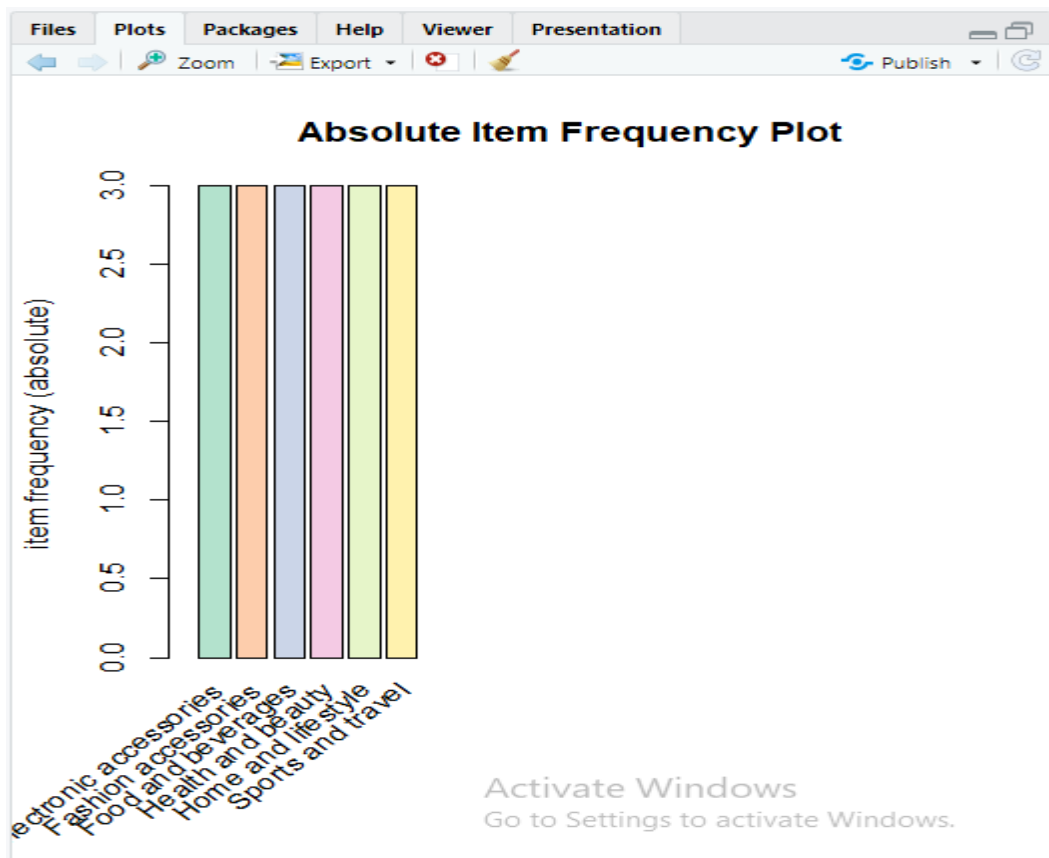 Files Plots Packages Help Viewer Presentation
Zoom Export Publish
Absolute Item Frequency Plot
item frequency (absolute)
3.0
2.5
2.0
1.5
1.0
0.5
0.0
ectronic accessories
Fashion accessories
Food and beverages
Health and beauty
Home and lifestyle
Sports and travel
Activate Windows
Go to Settings to activate Windows.